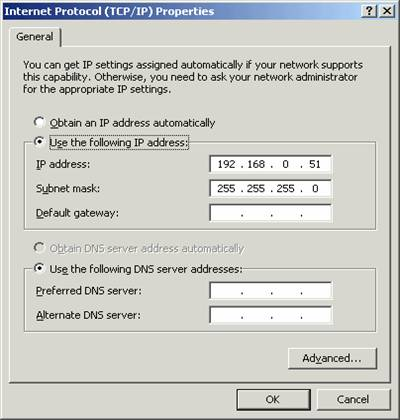 Internet Protocol (TCP/IP) Properties
General
You can get IP settings assigned automatically if your network supports
this capability. Otherwise, you need to ask your network administrator
for the appropriate IP settings.
Obtain an IP address automatically
Use the following IP address:
IP address: 192 . 168 . 0 . 51
Subnet mask: 255 . 255 . 255 . 0
Default gateway: . . .
Obtain DNS server address automatically
Use the following DNS server addresses:
Preferred DNS server: . . .
Alternate DNS server: . . .
Advanced...
OK Cancel